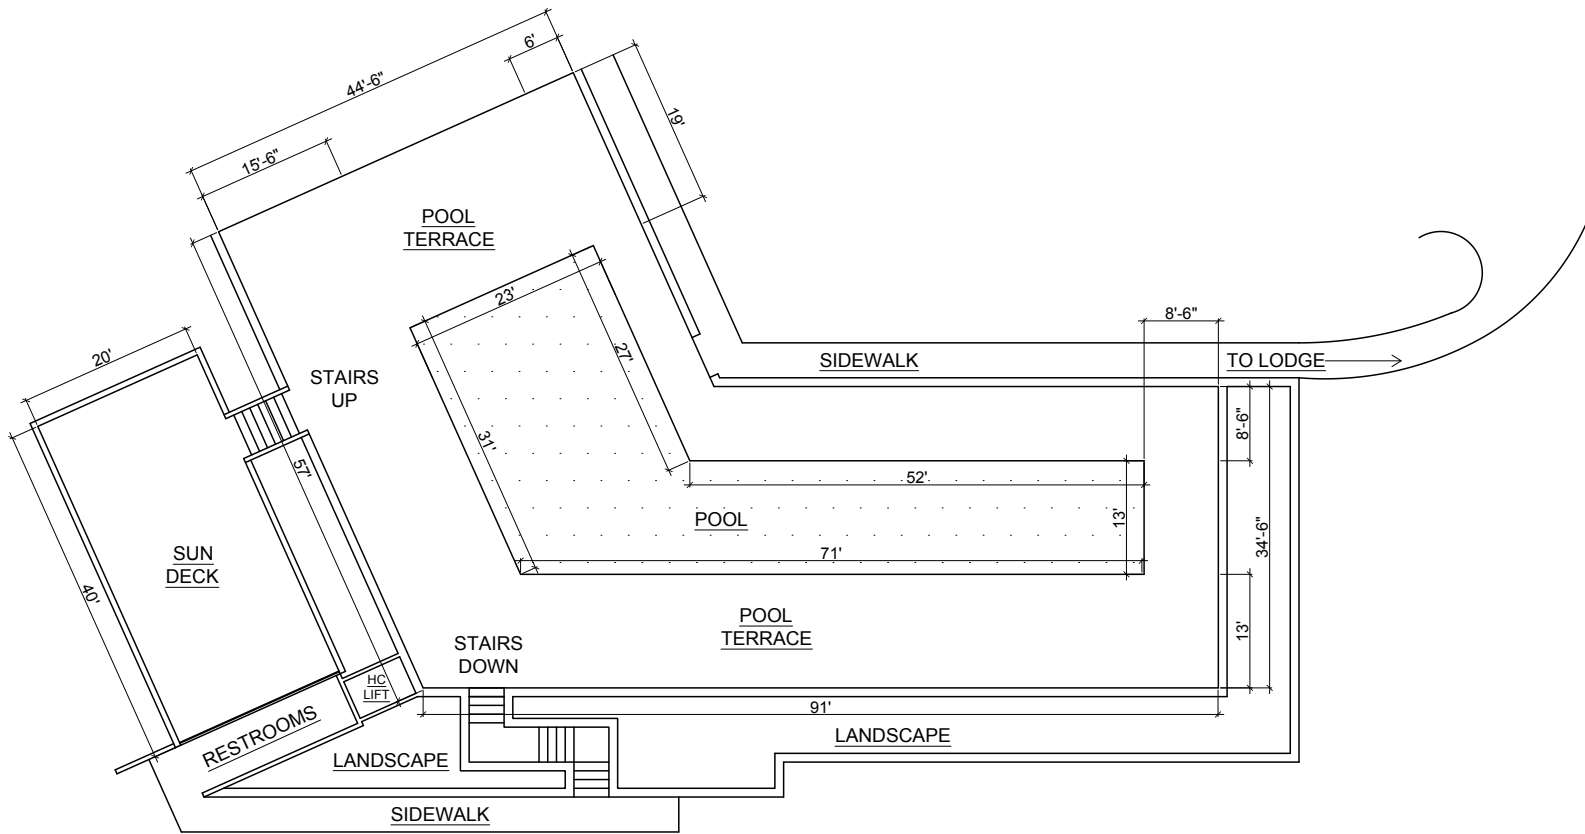 6'
44'-6"
19'
15'-6"
POOL
TERRACE
23'
8'-6"
20'
27'
SIDEWALK
TO LODGE
STAIRS
UP
8'-6"
31'
57'
52'
POOL
13'
34'-6"
SUN
DECK
71'
40'
POOL
TERRACE
13'
STAIRS
DOWN
HC
LIFT
91'
RESTROOMS
LANDSCAPE
LANDSCAPE
SIDEWALK